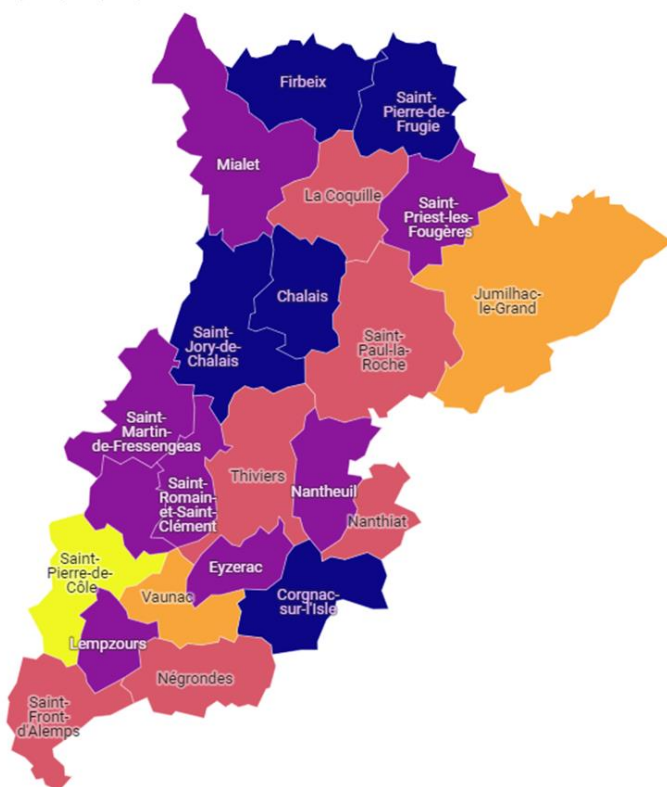 Firbeix
Saint-
Pierre-de-
Frugie
Mialet
La Coquille
Saint-
Priest-les-
Fougères
Chalais
Jumilhac-
le-Grand
Saint-
Jory-de-
Chalais
Saint-
Paul-la-
Roche
Saint-
Martin-
de-Fressengeas
Thiviers
Saint-
Romain-
et-Saint-
Clément
Nantheuil
Nanthiat
Saint-
Pierre-de-
Côle
Eyzerac
Vaunac
Corgnac-
sur-l'Isle
Lempzours
Négrondes
Saint-
Front-
d'Alemps